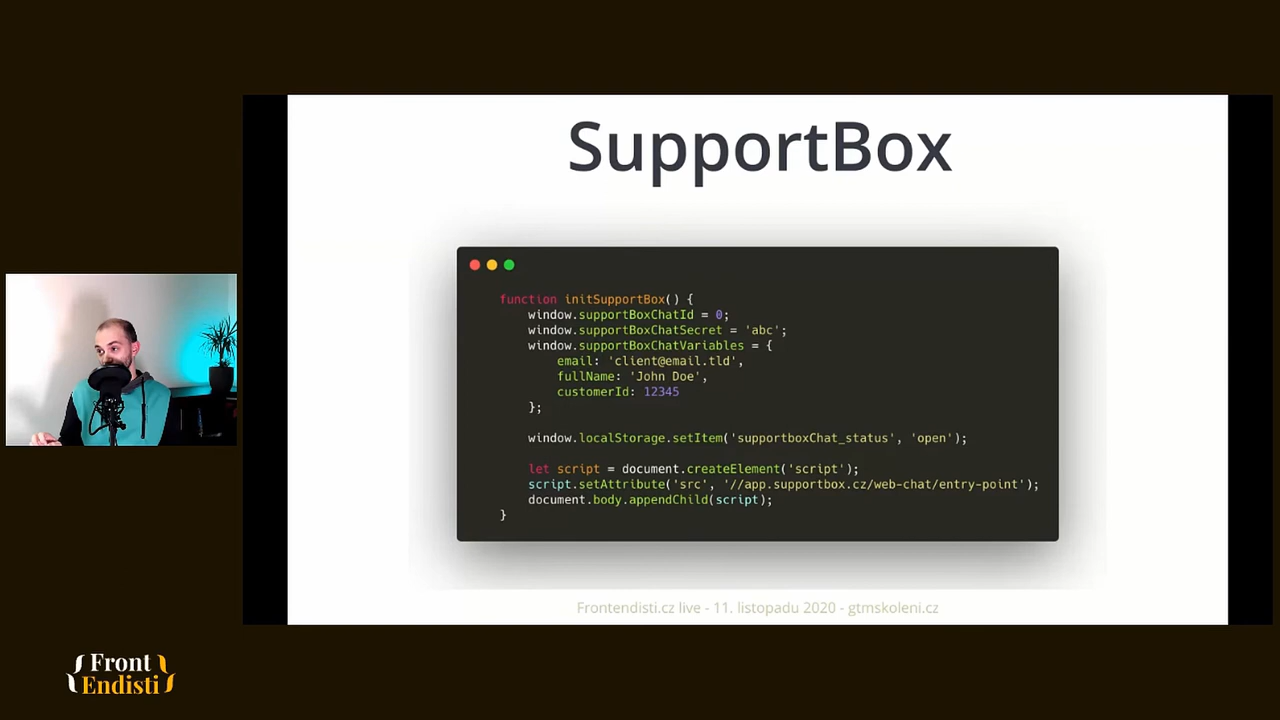 SupportBox
function initSupportBox() {
window.supportBoxChatId = 0;
window.supportBoxChatSecret = 'abc';
window.supportBoxChatVariables = {
email: 'client@email.tld',
fullName: 'John Doe',
customerId: 12345
};
window.localStorage.setItem('supportboxChat_status', 'open');
let script = document.createElement('script');
script.setAttribute('src', '//app.supportbox.cz/web-chat/entry-point');
document.body.appendChild(script);
}
Frontendisti.cz live - 11. listopadu 2020 - gtmskoleni.cz
{Front
Endisti}